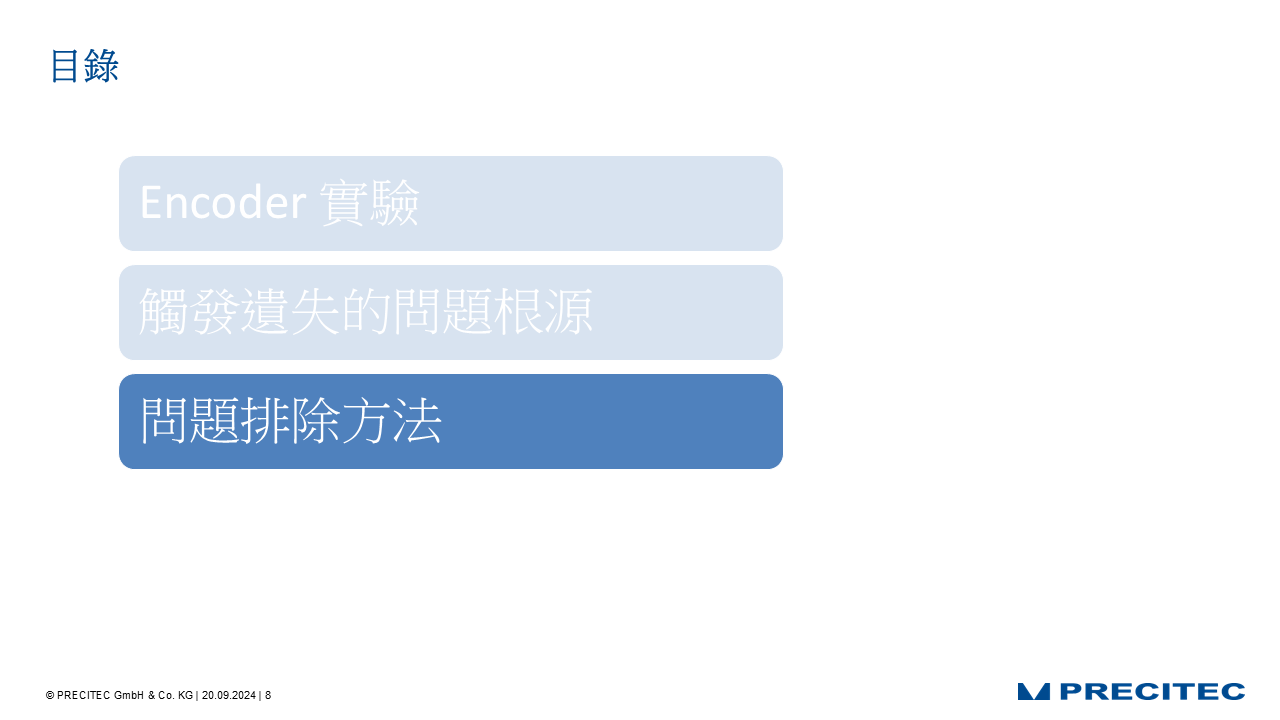 目錄
Encoder 實驗
觸發遺失的問題根源
問題排除方法
© PRECITEC GmbH & Co. KG | 20.09.2024 | 8
PRECITEC